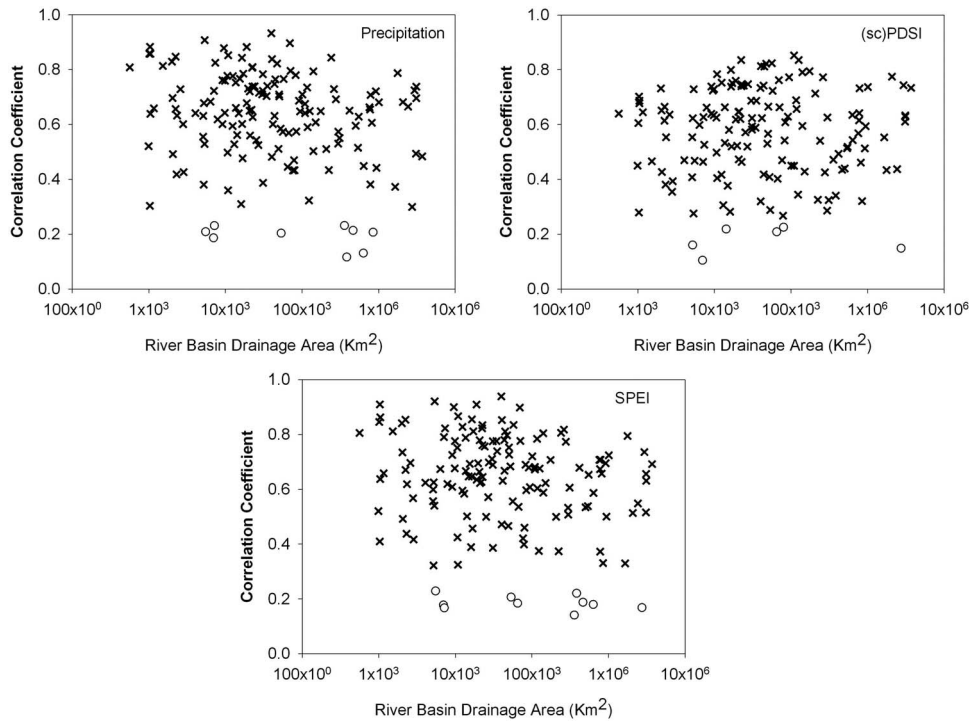 Precipitation
Correlation Coefficient
1.0
0.8
0.6
0.4
0.2
0.0
100x10⁰ 1x10³ 10x10³ 100x10³ 1x10⁶ 10x10⁶
River Basin Drainage Area (Km²)
(sc)PDSI
Correlation Coefficient
1.0
0.8
0.6
0.4
0.2
0.0
100x10⁰ 1x10³ 10x10³ 100x10³ 1x10⁶ 10x10⁶
River Basin Drainage Area (Km²)
SPEI
Correlation Coefficient
1.0
0.8
0.6
0.4
0.2
0.0
100x10⁰ 1x10³ 10x10³ 100x10³ 1x10⁶ 10x10⁶
River Basin Drainage Area (Km²)